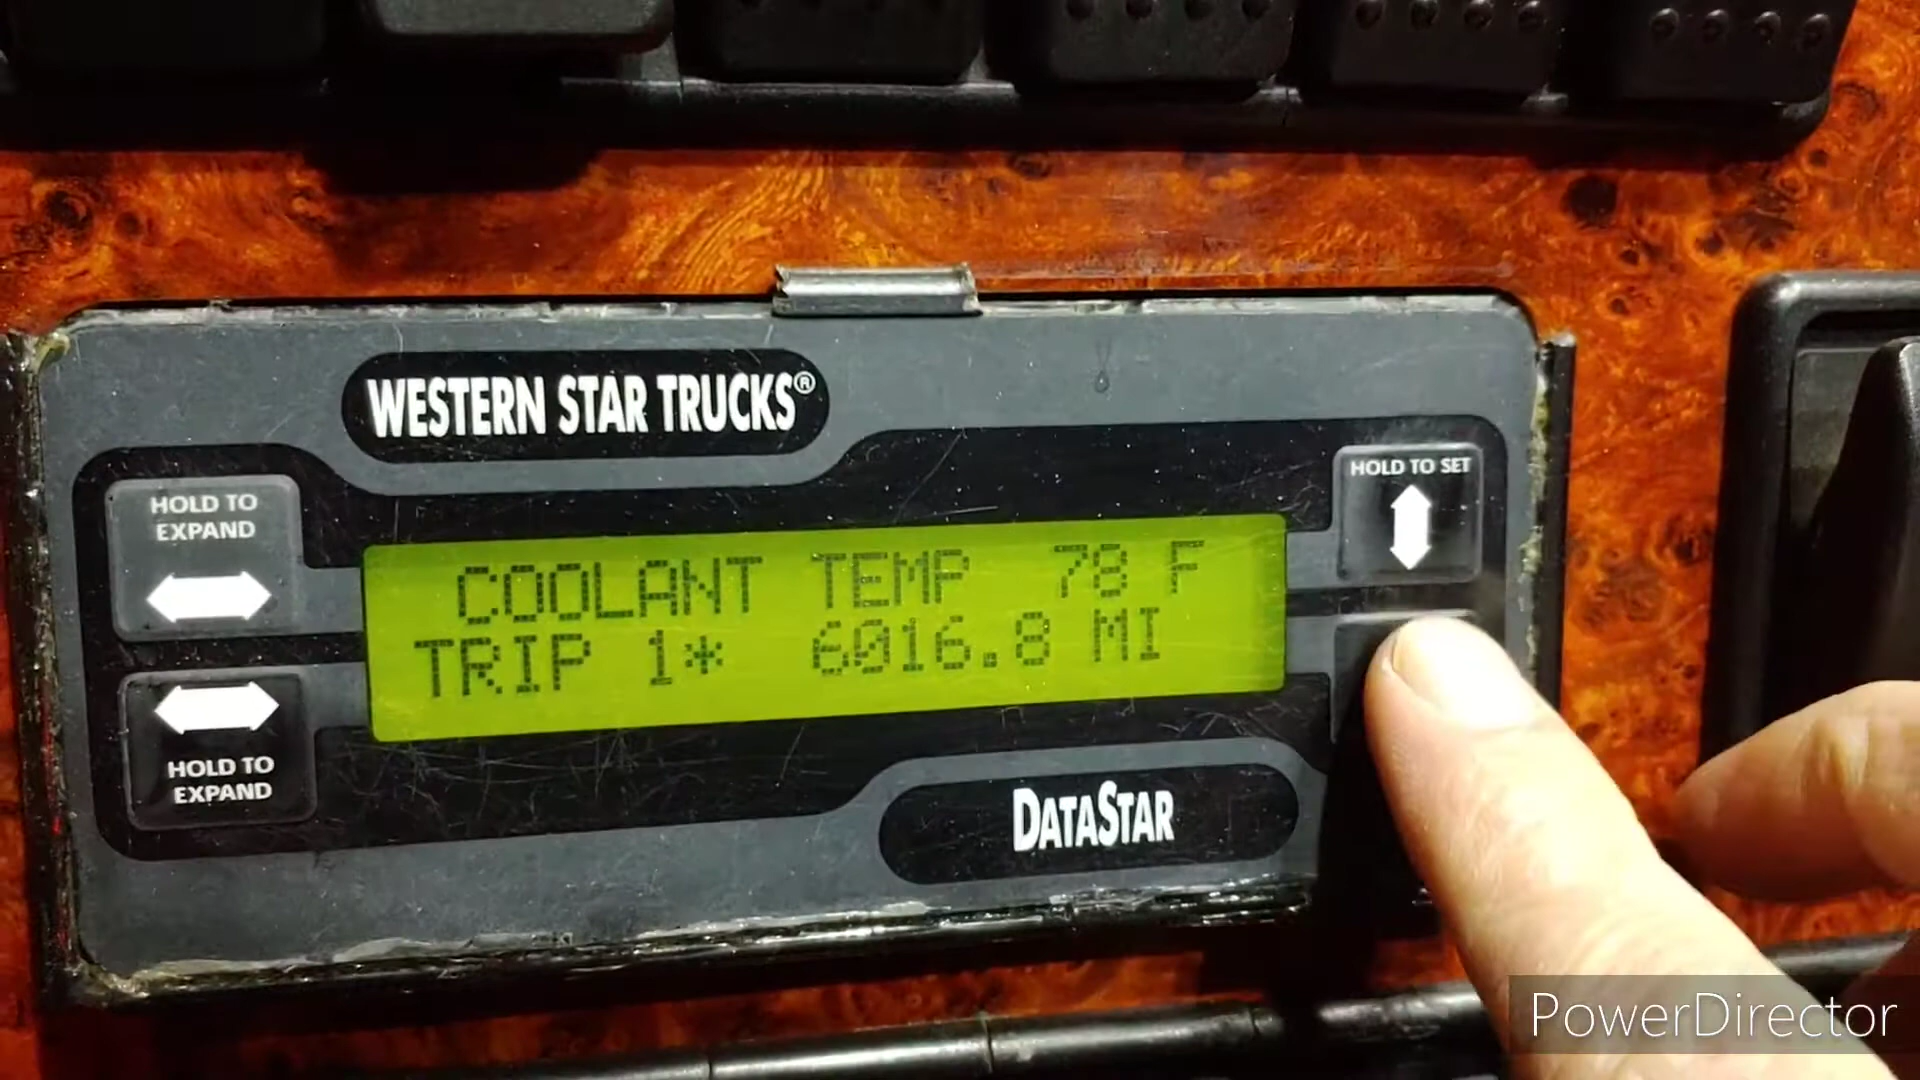 WESTERN STAR TRUCKS®
HOLD TO
EXPAND
HOLD TO SET
COOLANT TEMP 78 F
TRIP 1* 6016.8 MI
HOLD TO
EXPAND
DATASTAR
PowerDirector